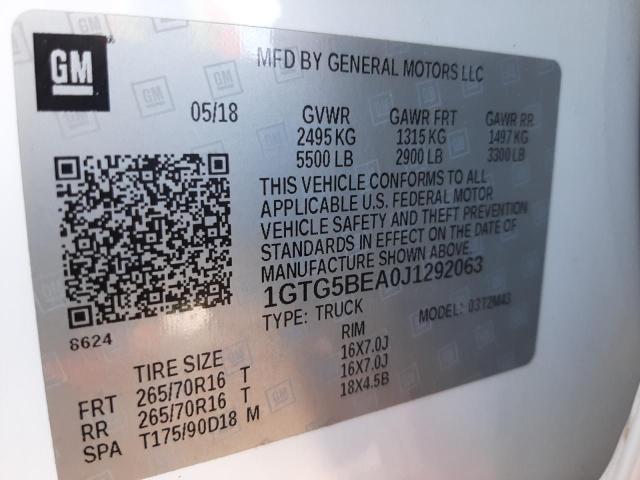 GM
MFD BY GENERAL MOTORS LLC
05/18 GVWR GAWR FRT GAWR RR
2495 KG 1315 KG 1497 KG
5500 LB 2900 LB 3300 LB
THIS VEHICLE CONFORMS TO ALL
APPLICABLE U.S. FEDERAL MOTOR
VEHICLE SAFETY AND THEFT PREVENTION
STANDARDS IN EFFECT ON THE DATE OF
MANUFACTURE SHOWN ABOVE.
1GTG5BEA0J1292063
TYPE: TRUCK MODEL: 03T2M43
8624
TIRE SIZE RIM
FRT 265/70R16 T 16X7.0J
RR 265/70R16 T 16X7.0J
SPA T175/90D18 M 18X4.5B